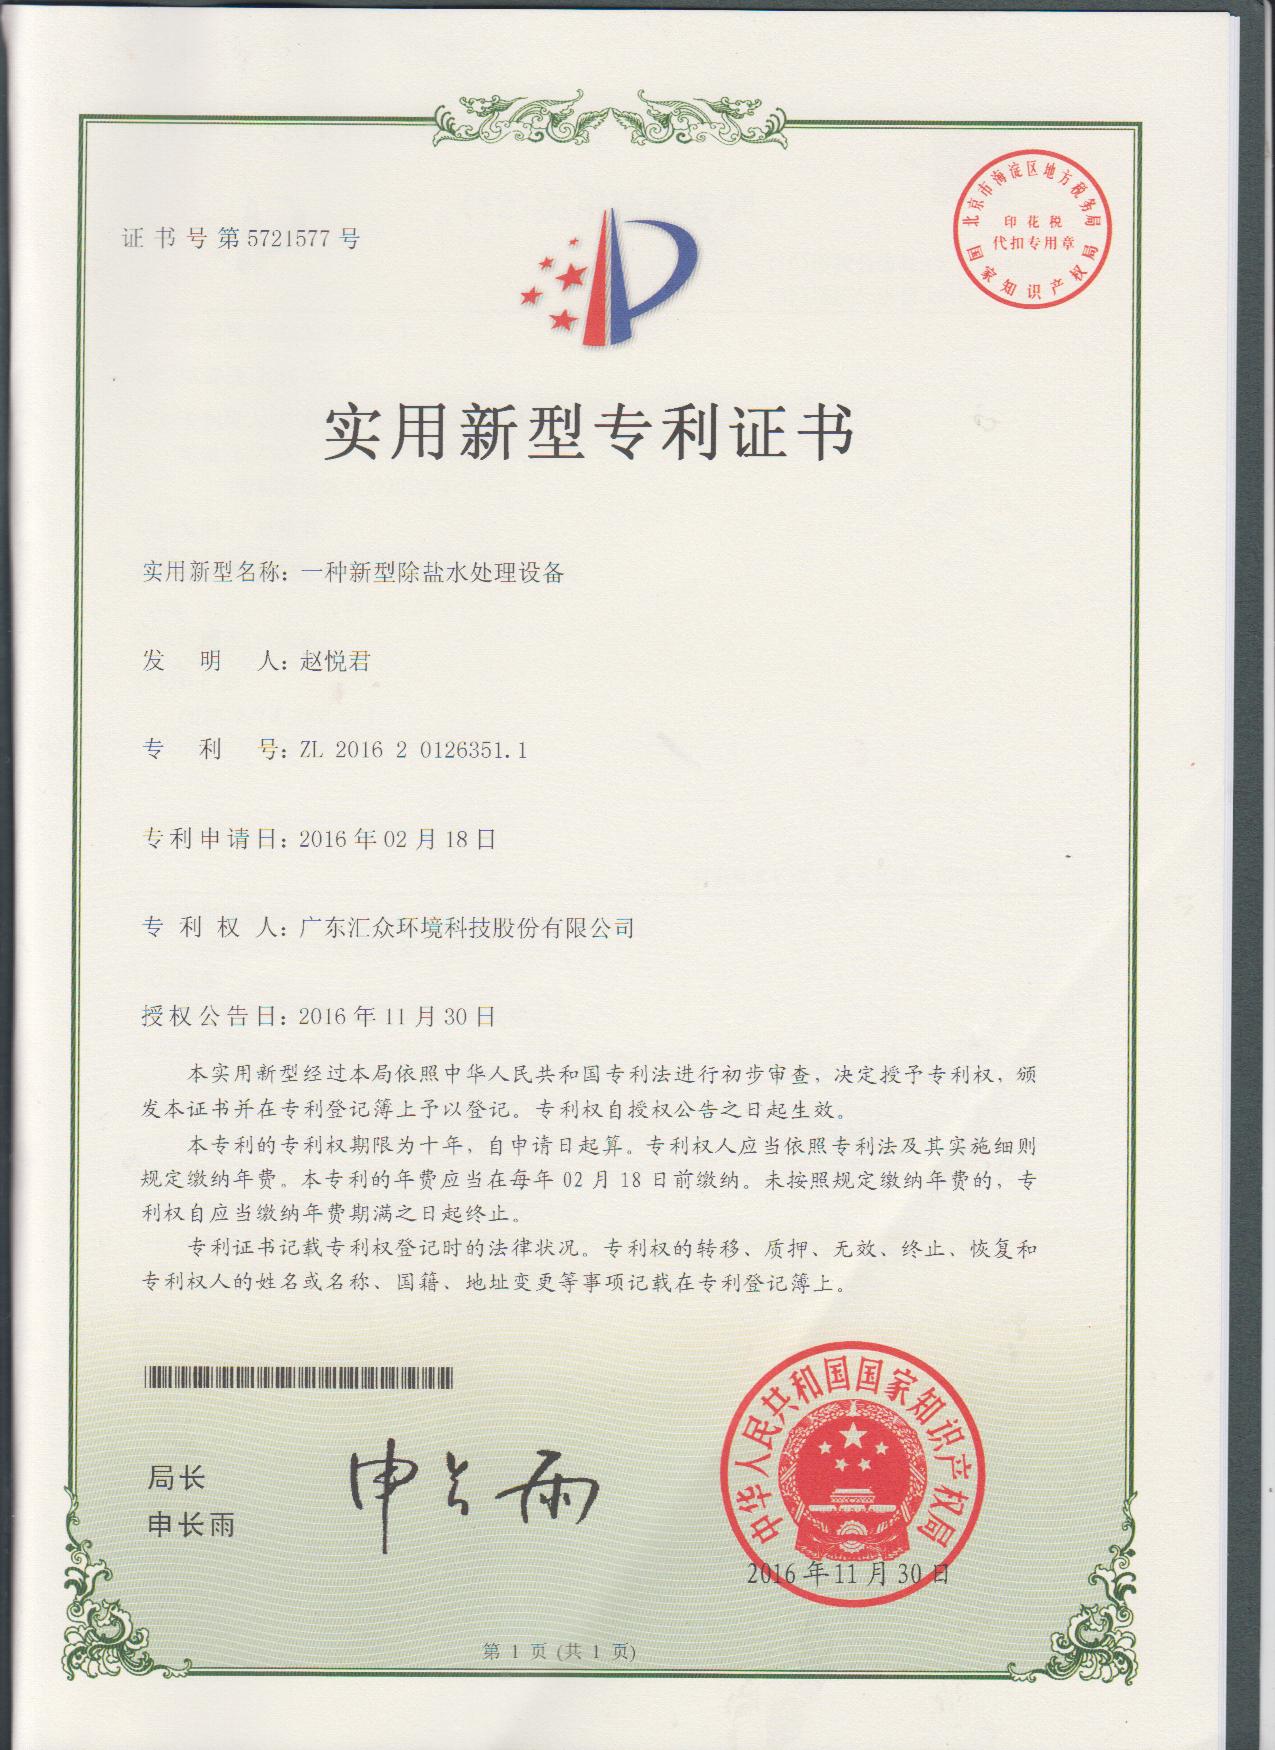 证书号第5721577号
北京市海淀区地方税务局
印花税
代扣专用章
国家知识产权局
实用新型专利证书
实用新型名称：一种新型除盐水处理设备
发明人：赵悦君
专利号：ZL 2016 2 0126351.1
专利申请日：2016年02月18日
专利权人：广东汇众环境科技股份有限公司
授权公告日：2016年11月30日
本实用新型经过本局依照中华人民共和国专利法进行初步审查，决定授予专利权，颁
发本证书并在专利登记簿上予以登记。专利权自授权公告之日起生效。
本专利的专利权期限为十年，自申请日起算。专利权人应当依照专利法及其实施细则
规定缴纳年费。本专利的年费应当在每年02月18日前缴纳。未按照规定缴纳年费的，专
利权自应当缴纳年费期满之日起终止。
专利证书记载专利权登记时的法律状况。专利权的转移、质押、无效、终止、恢复和
专利权人的姓名或名称、国籍、地址变更等事项记载在专利登记簿上。
局长
申长雨
申长雨
中华人民共和国国家知识产权局
2016年11月30日
第 1 页 (共 1 页)